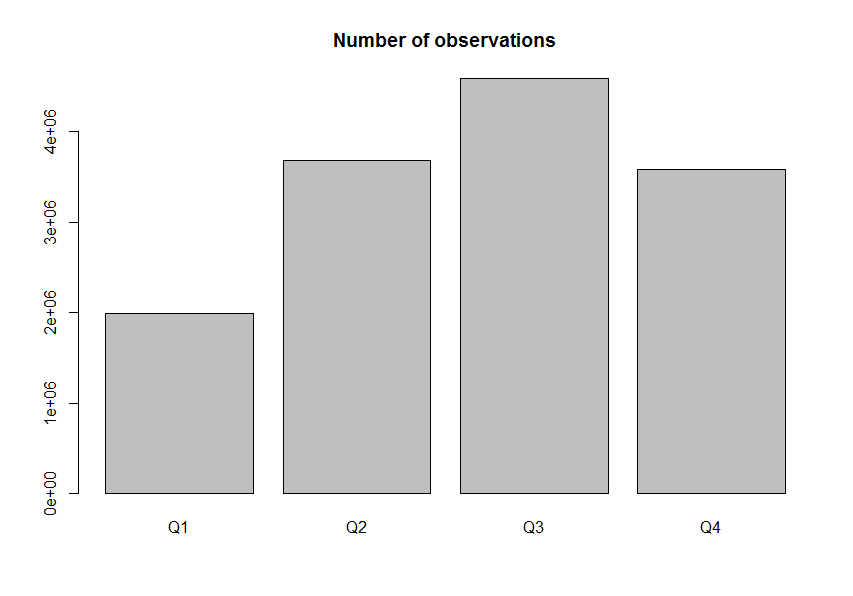 Number of observations
4e+06
3e+06
2e+06
1e+06
0e+00
Q1 Q2 Q3 Q4